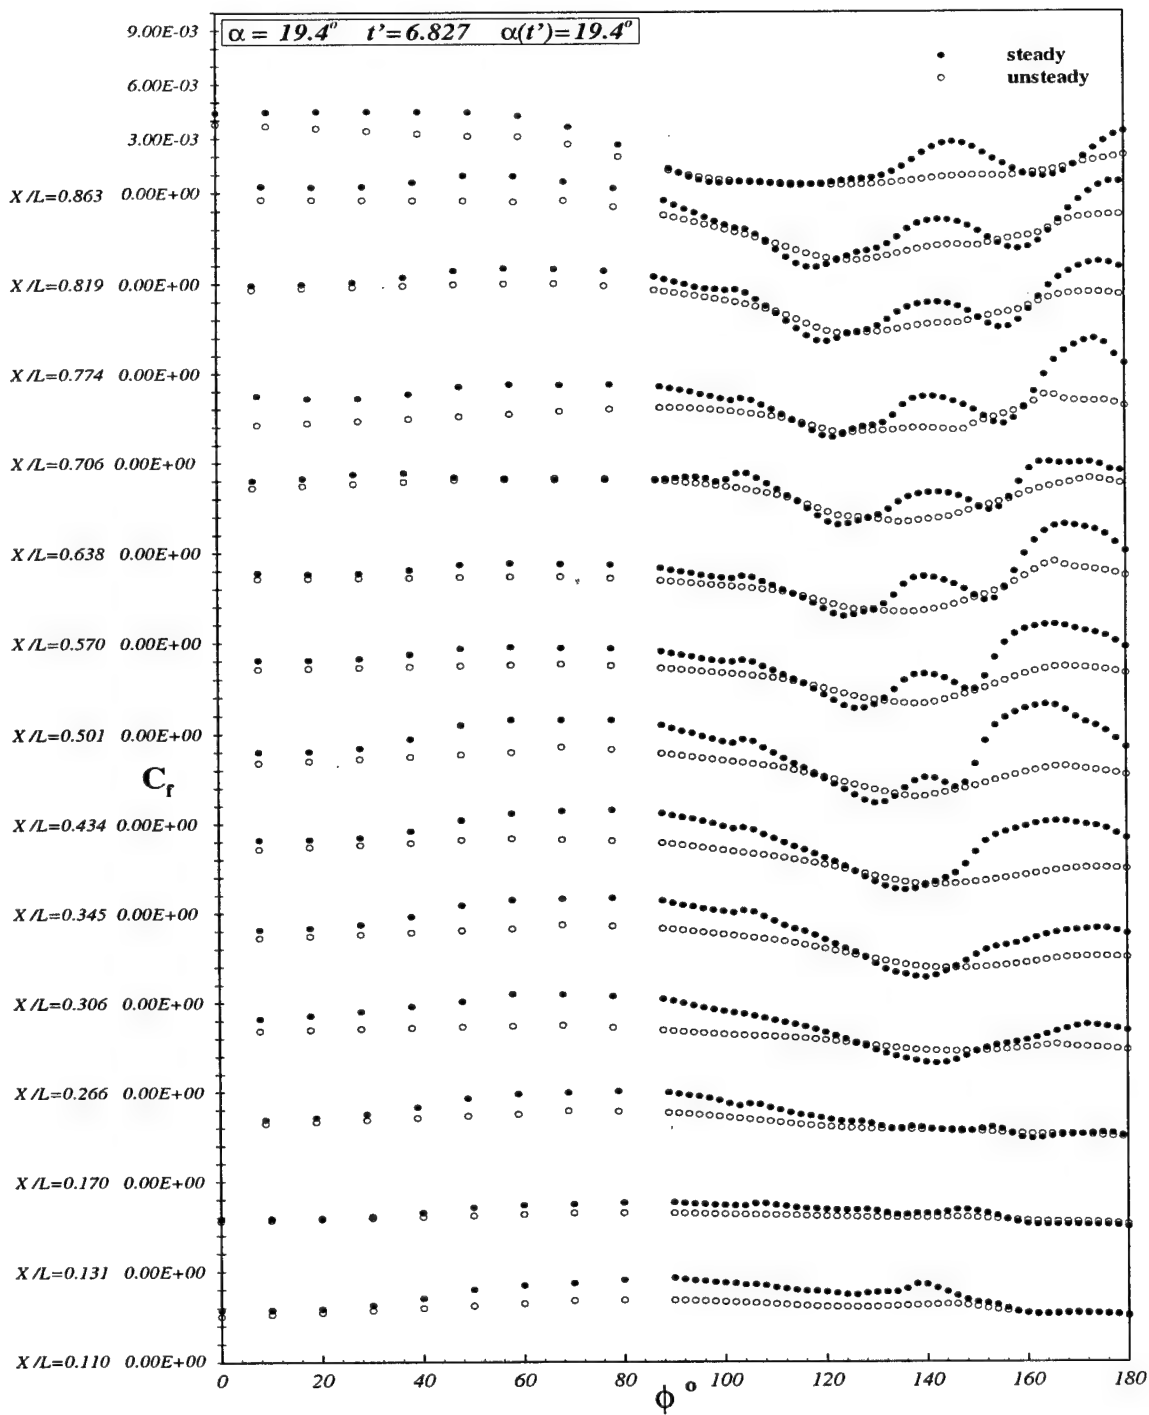 α = 19.4° t'=6.827 α(t')=19.4°
9.00E-03
steady
6.00E-03
unsteady
3.00E-03
X/L=0.863 0.00E+00
X/L=0.819 0.00E+00
X/L=0.774 0.00E+00
X/L=0.706 0.00E+00
X/L=0.638 0.00E+00
X/L=0.570 0.00E+00
X/L=0.501 0.00E+00
Cf
X/L=0.434 0.00E+00
X/L=0.345 0.00E+00
X/L=0.306 0.00E+00
X/L=0.266 0.00E+00
X/L=0.170 0.00E+00
X/L=0.131 0.00E+00
X/L=0.110 0.00E+00
0 20 40 60 80 100 120 140 160 180
ϕ °